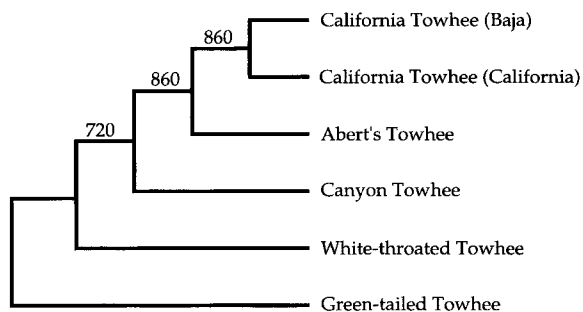 860
California Towhee (Baja)
California Towhee (California)
860
Abert's Towhee
720
Canyon Towhee
White-throated Towhee
Green-tailed Towhee